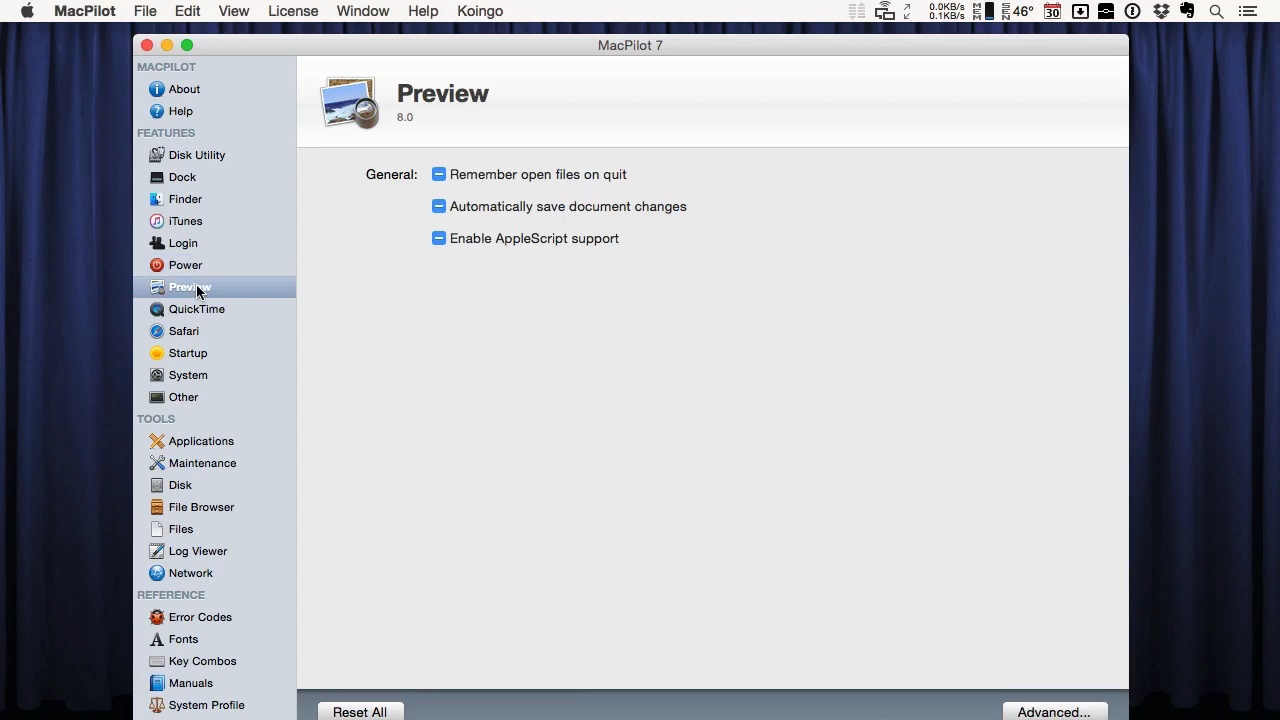 MacPilot File Edit View License Window Help Koingo
0.0KB/s
0.1KB/s
MEM
SEN
46°
30
MacPilot 7
MACPILOT
About
Help
FEATURES
Disk Utility
Dock
Finder
iTunes
Login
Power
Preview
QuickTime
Safari
Startup
System
Other
TOOLS
Applications
Maintenance
Disk
File Browser
Files
Log Viewer
Network
REFERENCE
Error Codes
Fonts
Key Combos
Manuals
System Profile
Preview
8.0
General: Remember open files on quit
Automatically save document changes
Enable AppleScript support
Reset All
Advanced...